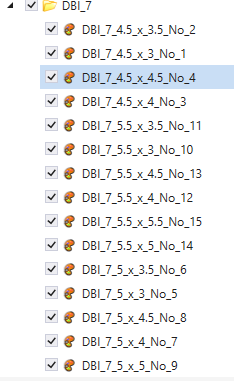 DBI_7
DBI_7_4.5_x_3.5_No_2
DBI_7_4.5_x_3_No_1
DBI_7_4.5_x_4.5_No_4
DBI_7_4.5_x_4_No_3
DBI_7_5.5_x_3.5_No_11
DBI_7_5.5_x_3_No_10
DBI_7_5.5_x_4.5_No_13
DBI_7_5.5_x_4_No_12
DBI_7_5.5_x_5.5_No_15
DBI_7_5.5_x_5_No_14
DBI_7_5_x_3.5_No_6
DBI_7_5_x_3_No_5
DBI_7_5_x_4.5_No_8
DBI_7_5_x_4_No_7
DBI_7_5_x_5_No_9